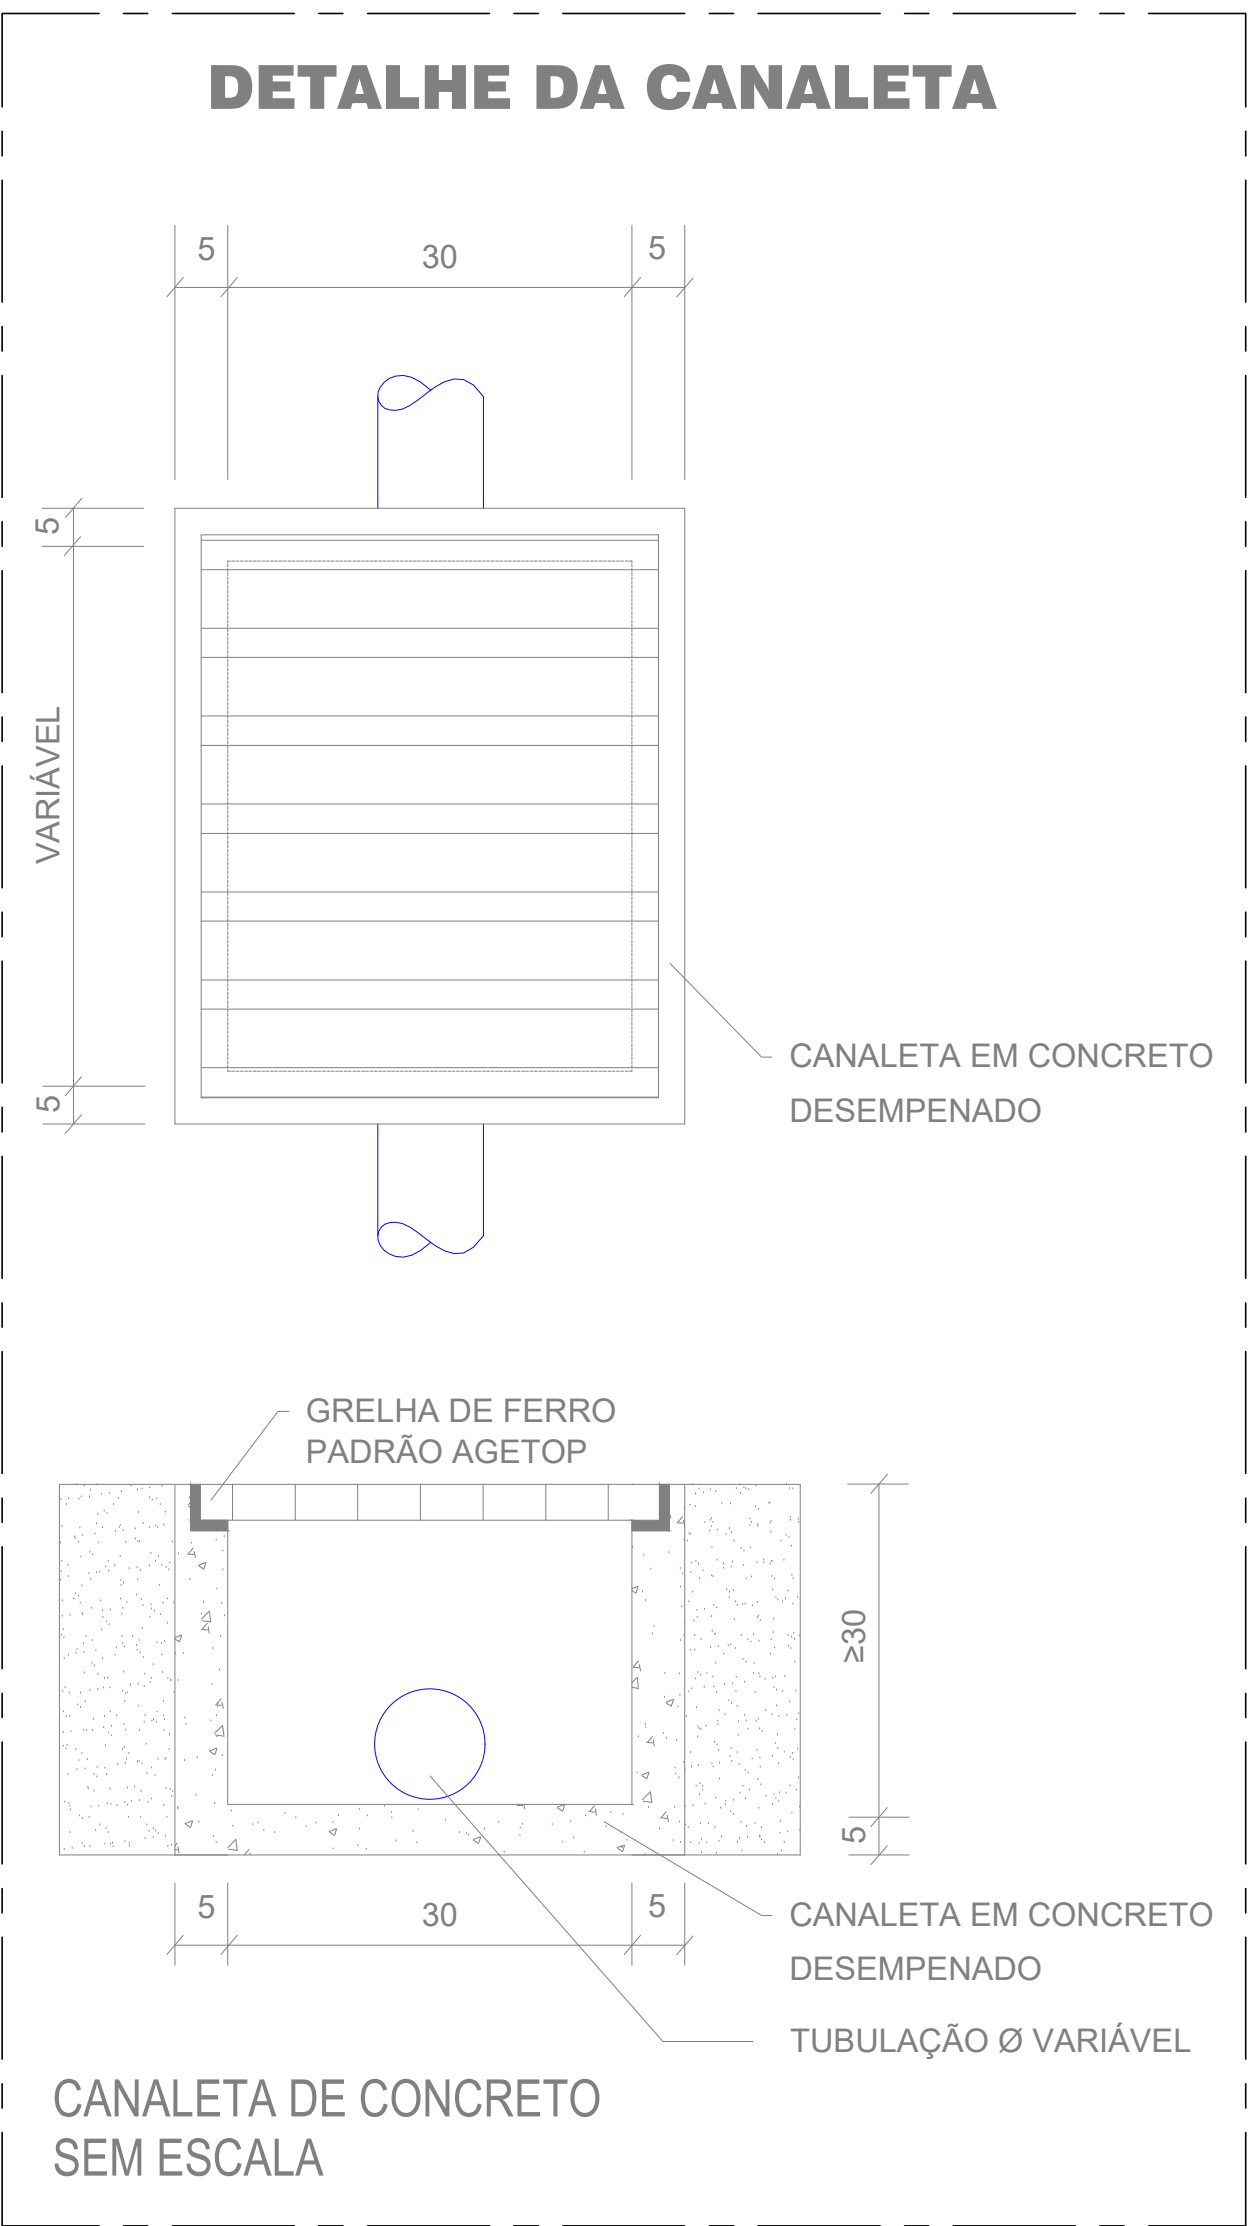 DETALHE DA CANALETA
5
30
5
5
VARIÁVEL
5
CANALETA EM CONCRETO
DESEMPENADO
GRELHA DE FERRO
PADRÃO AGETOP
≥30
5
5
30
5
CANALETA EM CONCRETO
DESEMPENADO
TUBULAÇÃO Ø VARIÁVEL
CANALETA DE CONCRETO
SEM ESCALA